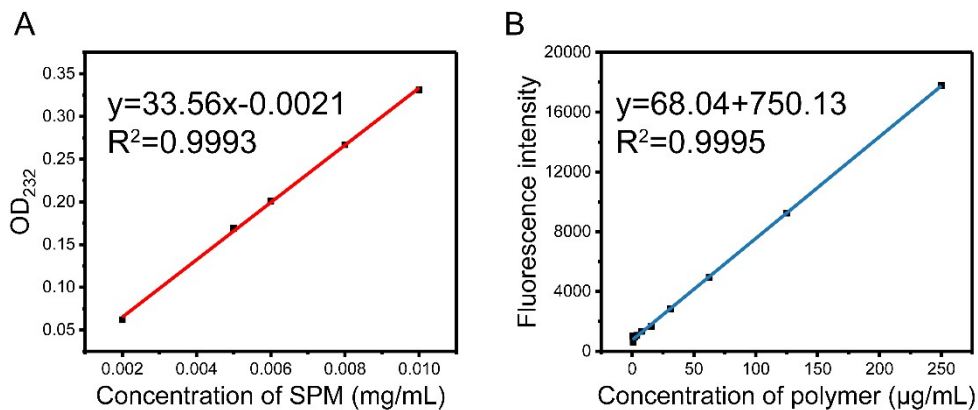 A
y=33.56x-0.0021
R²=0.9993
OD₂₃₂
0.35
0.30
0.25
0.20
0.15
0.10
0.05
0.002
0.004
0.006
0.008
0.010
Concentration of SPM (mg/mL)
B
y=68.04+750.13
R²=0.9995
Fluorescence intensity
20000
16000
12000
8000
4000
0
0
50
100
150
200
250
Concentration of polymer (μg/mL)